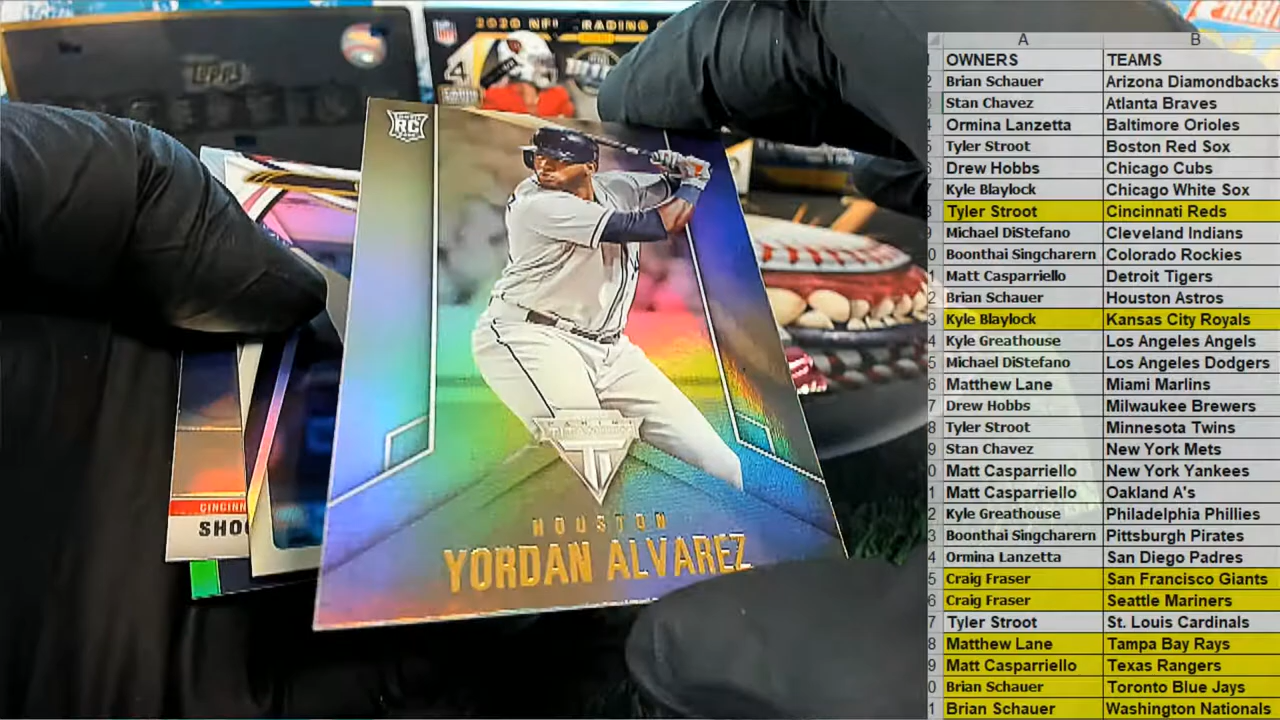 TOPPS
2020 NFL TRADING
4
RC
PANINI
TITANIUM
HOUSTON
YORDAN ALVAREZ
CINCINN
SHO
A B
OWNERS TEAMS
Brian Schauer Arizona Diamondbacks
Stan Chavez Atlanta Braves
Ormina Lanzetta Baltimore Orioles
Tyler Stroot Boston Red Sox
Drew Hobbs Chicago Cubs
Kyle Blaylock Chicago White Sox
Tyler Stroot Cincinnati Reds
Michael DiStefano Cleveland Indians
Boonthai Singcharern Colorado Rockies
Matt Casparriello Detroit Tigers
Brian Schauer Houston Astros
Kyle Blaylock Kansas City Royals
Kyle Greathouse Los Angeles Angels
Michael DiStefano Los Angeles Dodgers
Matthew Lane Miami Marlins
Drew Hobbs Milwaukee Brewers
Tyler Stroot Minnesota Twins
Stan Chavez New York Mets
Matt Casparriello New York Yankees
Matt Casparriello Oakland A's
Kyle Greathouse Philadelphia Phillies
Boonthai Singcharern Pittsburgh Pirates
Ormina Lanzetta San Diego Padres
Craig Fraser San Francisco Giants
Craig Fraser Seattle Mariners
Tyler Stroot St. Louis Cardinals
Matthew Lane Tampa Bay Rays
Matt Casparriello Texas Rangers
Brian Schauer Toronto Blue Jays
Brian Schauer Washington Nationals